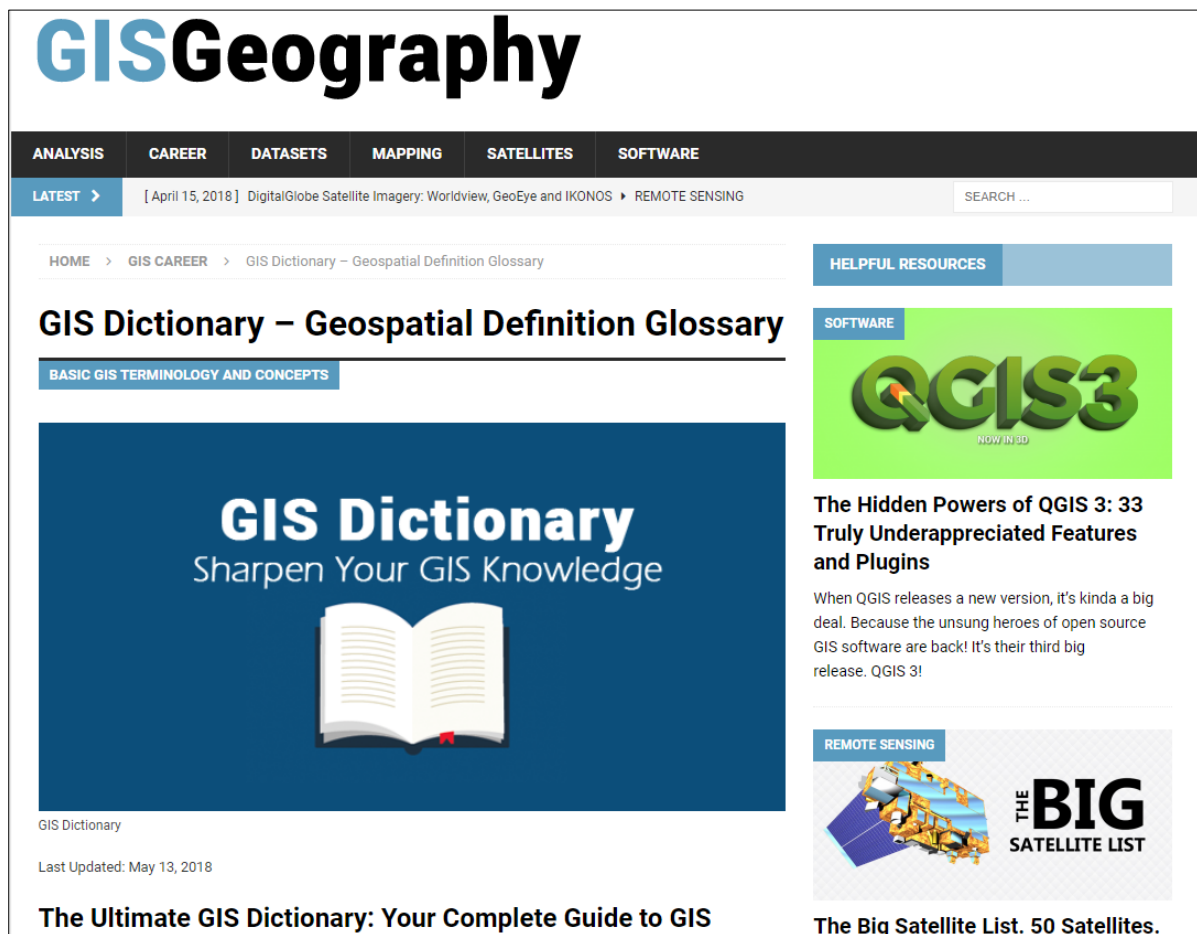 GISGeography
ANALYSIS CAREER DATASETS MAPPING SATELLITES SOFTWARE
LATEST [ April 15, 2018 ] DigitalGlobe Satellite Imagery: Worldview, GeoEye and IKONOS REMOTE SENSING SEARCH ...
HOME > GIS CAREER > GIS Dictionary – Geospatial Definition Glossary
GIS Dictionary – Geospatial Definition Glossary
BASIC GIS TERMINOLOGY AND CONCEPTS
GIS Dictionary
Sharpen Your GIS Knowledge
GIS Dictionary
Last Updated: May 13, 2018
The Ultimate GIS Dictionary: Your Complete Guide to GIS
HELPFUL RESOURCES
SOFTWARE
QGIS3
NOW IN 3D
The Hidden Powers of QGIS 3: 33
Truly Underappreciated Features
and Plugins
When QGIS releases a new version, it's kinda a big
deal. Because the unsung heroes of open source
GIS software are back! It's their third big
release. QGIS 3!
REMOTE SENSING
THE BIG
SATELLITE LIST
The Big Satellite List. 50 Satellites.